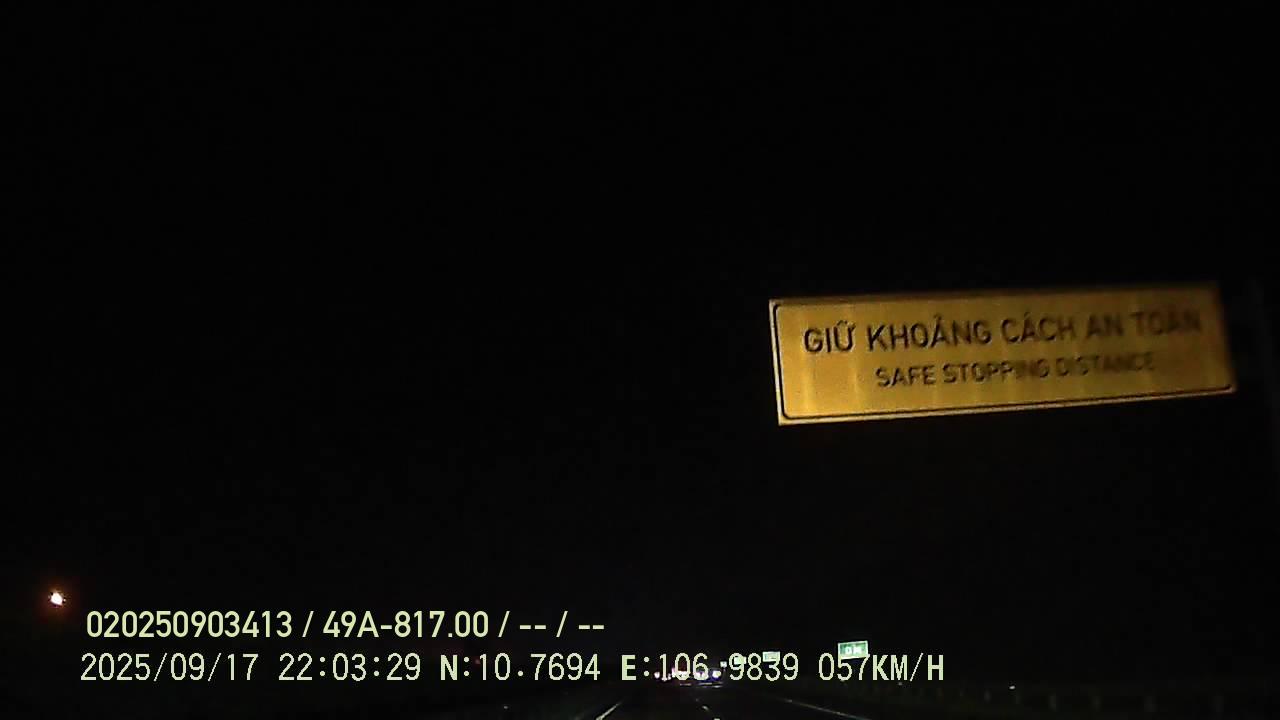 GIỮ KHOẢNG CÁCH AN TOÀN
SAFE STOPPING DISTANCE
0M
020250903413 / 49A-817.00 / -- / --
2025/09/17 22:03:29 N:10.7694 E:106.9839 057KM/H